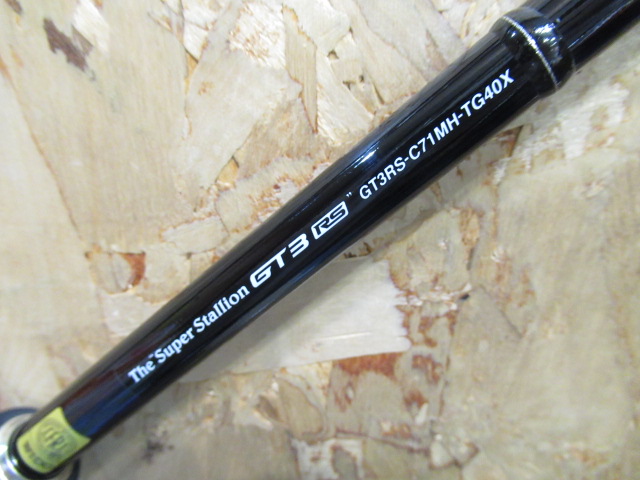 The "Super Stallion GT3 RS" GT3RS-C71MH-TG40X